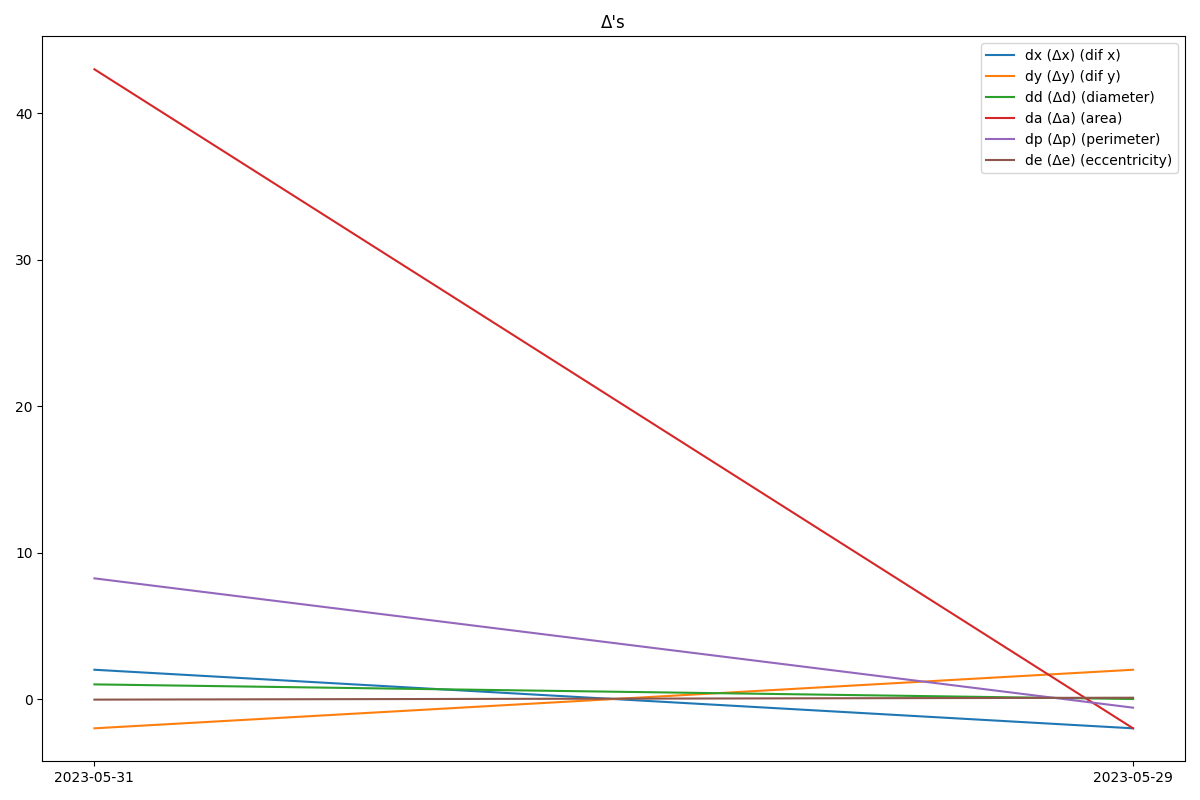 Δ's
dx (Δx) (dif x)
dy (Δy) (dif y)
dd (Δd) (diameter)
da (Δa) (area)
dp (Δp) (perimeter)
de (Δe) (eccentricity)
40
30
20
10
0
2023-05-31
2023-05-29